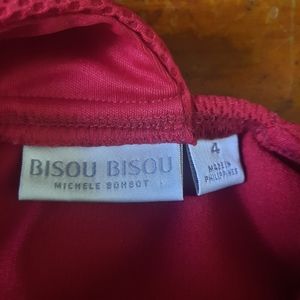 BISOU BISOU
MICHELE BOHBOT
4
MADE IN
PHILIPPINES